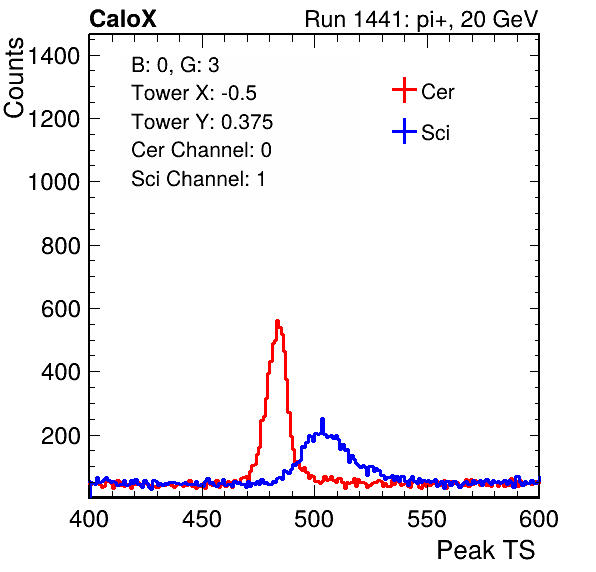 CaloX Run 1441: pi+, 20 GeV
Counts
1400
1200
1000
800
600
400
200
B: 0, G: 3
Tower X: -0.5
Tower Y: 0.375
Cer Channel: 0
Sci Channel: 1
Cer
Sci
400 450 500 550 600
Peak TS